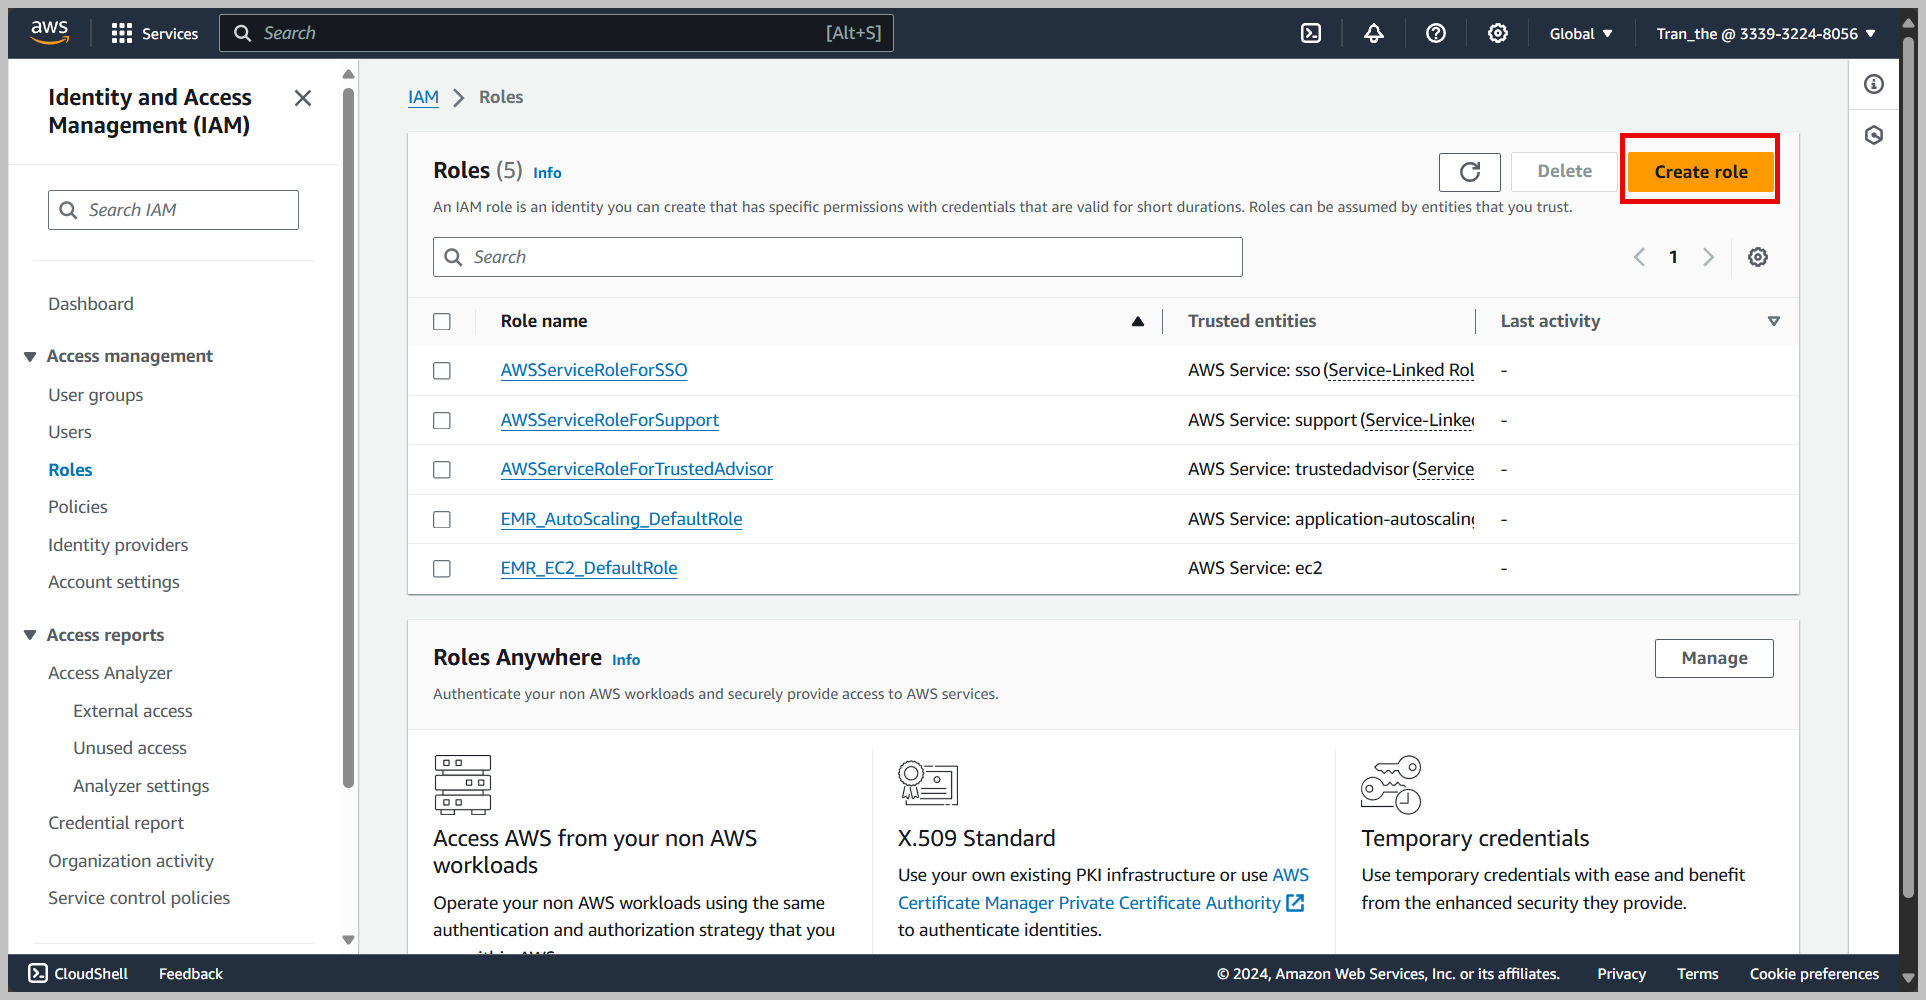 aws
Services
Search
[Alt+S]
Global
Tran_the @ 3339-3224-8056
Identity and Access
Management (IAM)
Search IAM
Dashboard
Access management
User groups
Users
Roles
Policies
Identity providers
Account settings
Access reports
Access Analyzer
External access
Unused access
Analyzer settings
Credential report
Organization activity
Service control policies
IAM > Roles
Roles (5) Info
Delete
Create role
An IAM role is an identity you can create that has specific permissions with credentials that are valid for short durations. Roles can be assumed by entities that you trust.
Search
1
Role name Trusted entities Last activity
AWSServiceRoleForSSO AWS Service: sso (Service-Linked Rol -
AWSServiceRoleForSupport AWS Service: support (Service-Linked -
AWSServiceRoleForTrustedAdvisor AWS Service: trustedadvisor (Service -
EMR_AutoScaling_DefaultRole AWS Service: application-autoscaling -
EMR_EC2_DefaultRole AWS Service: ec2 -
Roles Anywhere Info
Manage
Authenticate your non AWS workloads and securely provide access to AWS services.
Access AWS from your non AWS
workloads
Operate your non AWS workloads using the same
authentication and authorization strategy that you
X.509 Standard
Use your own existing PKI infrastructure or use AWS
Certificate Manager Private Certificate Authority
to authenticate identities.
Temporary credentials
Use temporary credentials with ease and benefit
from the enhanced security they provide.
CloudShell
Feedback
© 2024, Amazon Web Services, Inc. or its affiliates.
Privacy
Terms
Cookie preferences